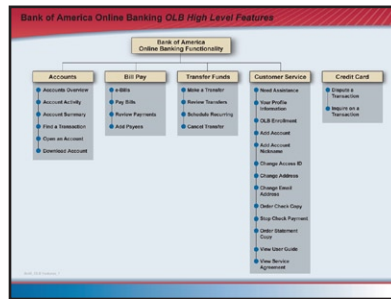 Bank of America Online Banking OLB High Level Features
Bank of America
Online Banking Functionality
Accounts
Accounts Overview
Account Activity
Account Summary
Find a Transaction
Open an Account
Download Account
Bill Pay
e-Bills
Pay Bills
Review Payments
Add Payees
Transfer Funds
Make a Transfer
Review Transfers
Schedule Recurring
Cancel Transfer
Customer Service
Need Assistance
Your Profile
Information
OLB Enrollment
Add Account
Add Account
Nickname
Change Access ID
Change Address
Change Email
Address
Order Check Copy
Stop Check Payment
Order Statement
Copy
View User Guide
View Service
Agreement
Credit Card
Dispute a
Transaction
Inquire on a
Transaction